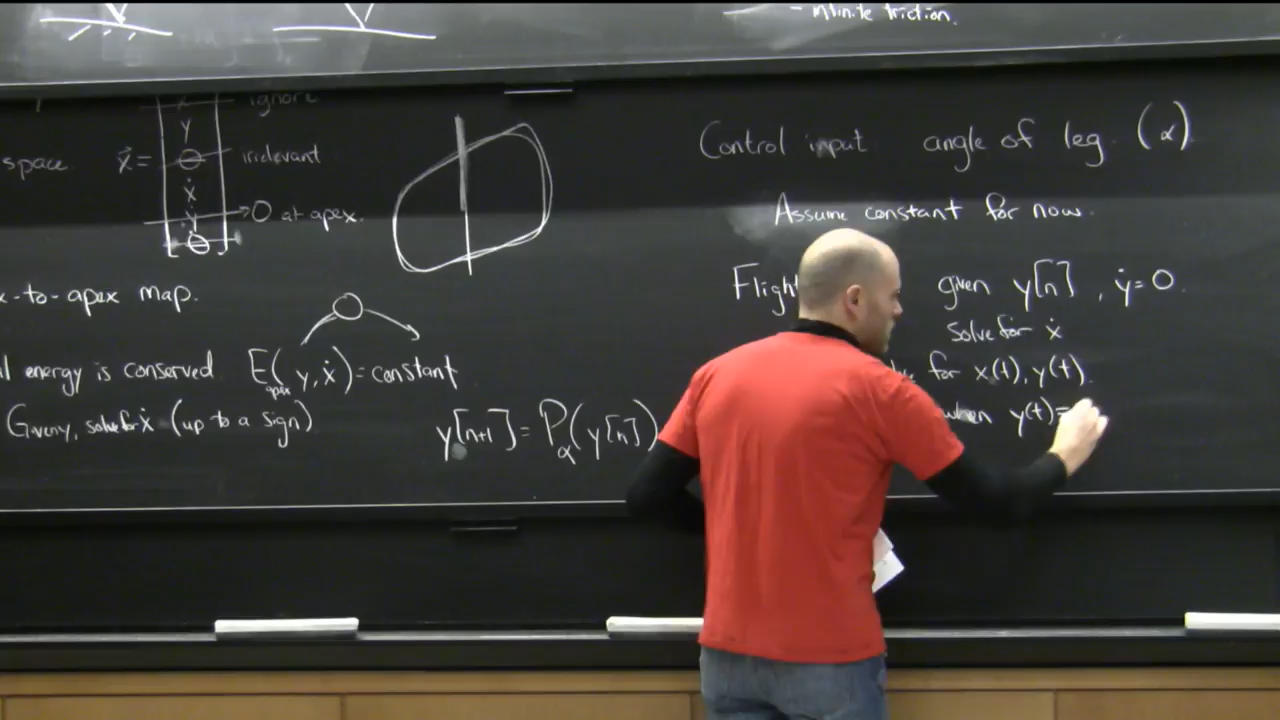 - infinite friction.
ignore
y
space. x⃗ = θ irrelevant
ẋ
ẏ → 0 at apex.
θ̇
x-to-apex map.
l energy is conserved E_apex(y, ẋ) = constant
Given y, solve for ẋ (up to a sign)
y[n+1] = P_α(y[n])
Control input angle of leg. (α)
Assume constant for now.
Flight given y[n], ẏ = 0.
solve for ẋ
for x(t), y(t).
when y(t) =